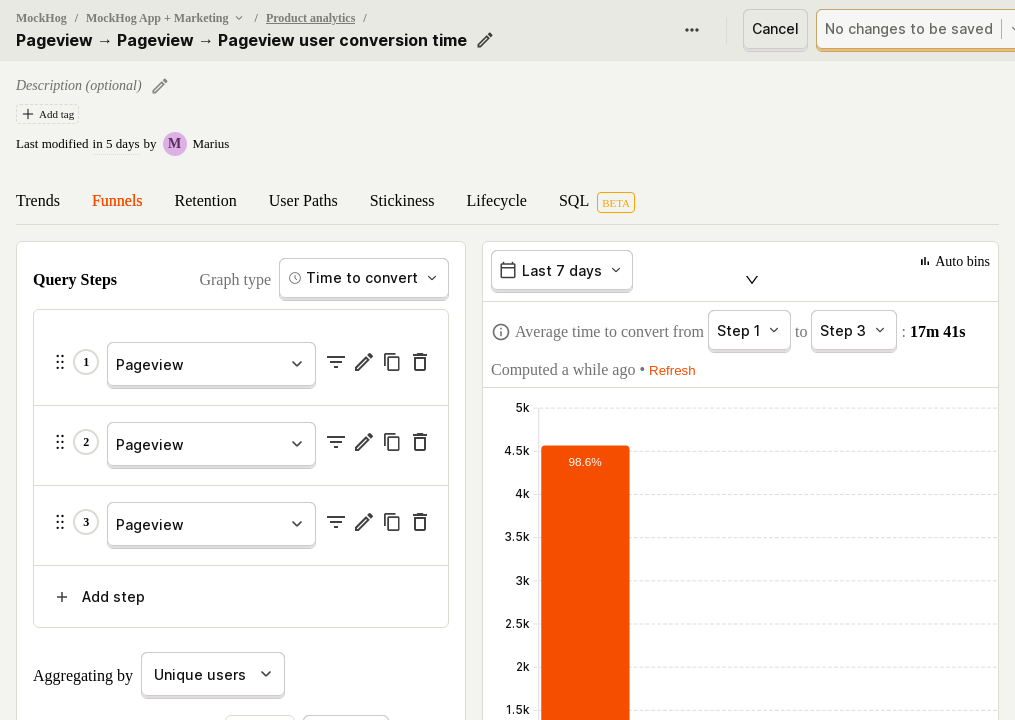 MockHog / MockHog App + Marketing / Product analytics /
Pageview → Pageview → Pageview user conversion time
Cancel
No changes to be saved
Description (optional)
Add tag
Last modified in 5 days by M Marius
Trends Funnels Retention User Paths Stickiness Lifecycle SQL BETA
Query Steps
Graph type
Time to convert
1 Pageview
2 Pageview
3 Pageview
Add step
Aggregating by Unique users
Last 7 days
Auto bins
Average time to convert from Step 1 to Step 3 : 17m 41s
Computed a while ago • Refresh
5k
4.5k
98.6%
4k
3.5k
3k
2.5k
2k
1.5k